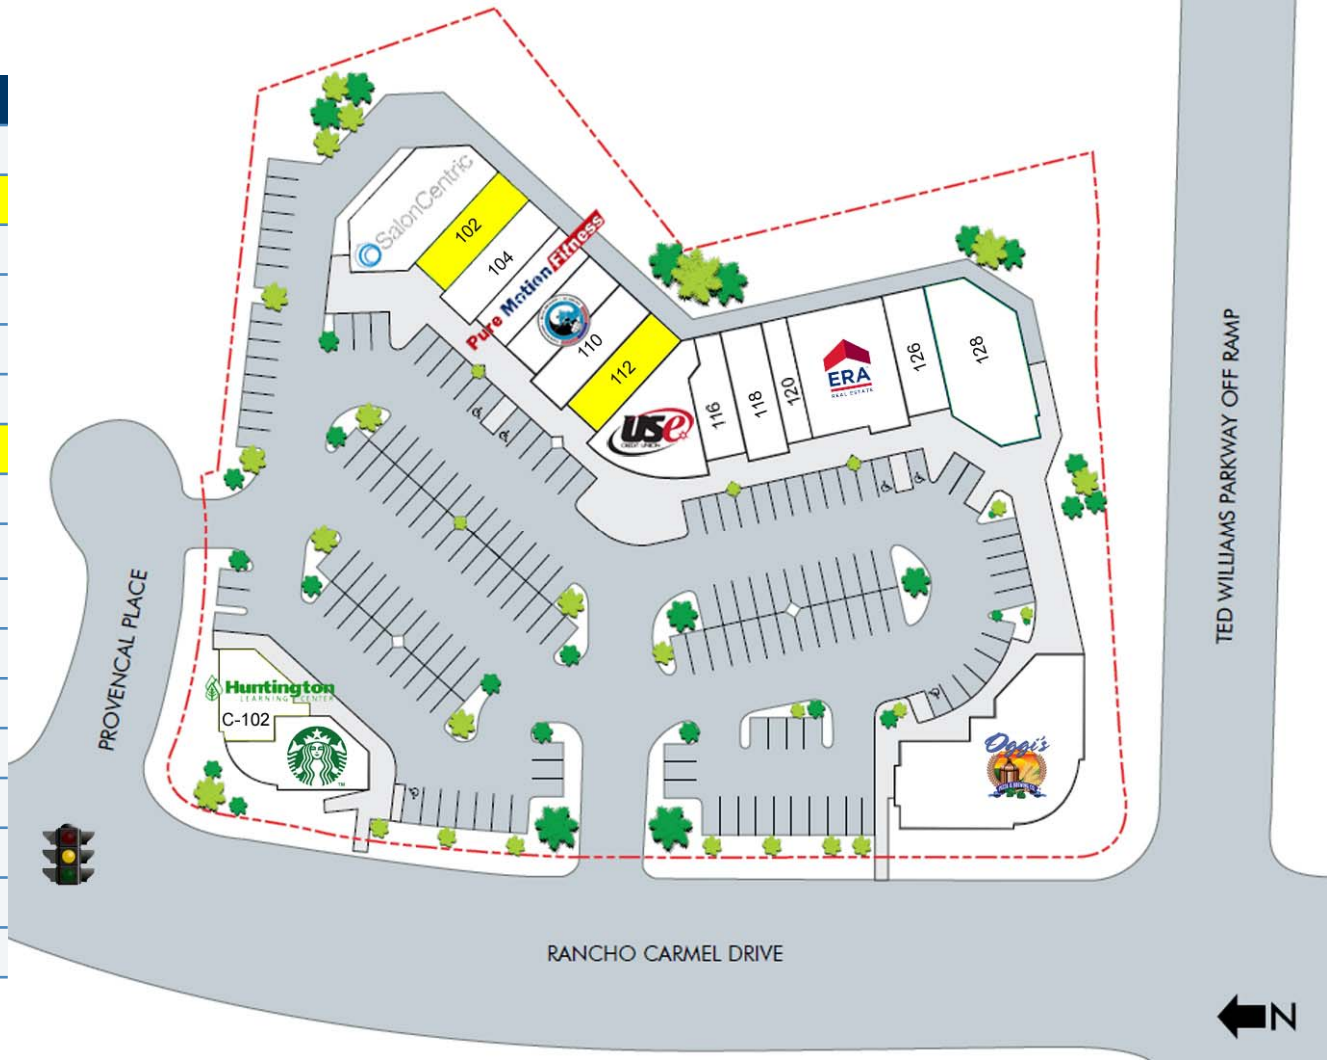 SalonCentric
102
104
Pure Motion Fitness
110
112
USe
CREDIT UNION
116
118
120
ERA
REAL ESTATE
126
128
TED WILLIAMS PARKWAY OFF RAMP
PROVENCAL PLACE
Huntington
LEARNING CENTER
C-102
TM
Oggi's
RANCHO CARMEL DRIVE
N